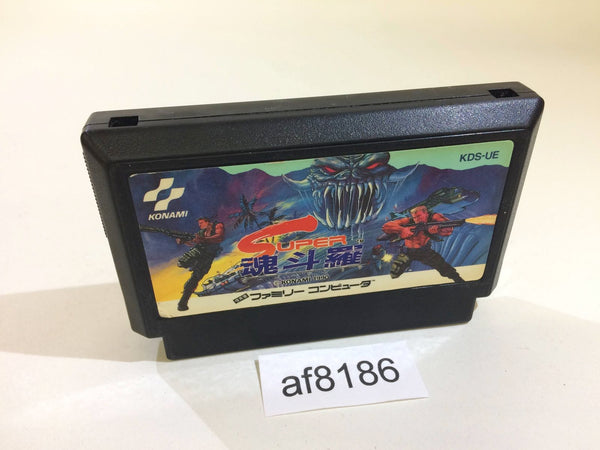 KDS-UE
KONAMI
SUPER
魂斗羅
©KONAMI 1990
ファミリー コンピュータ
af8186